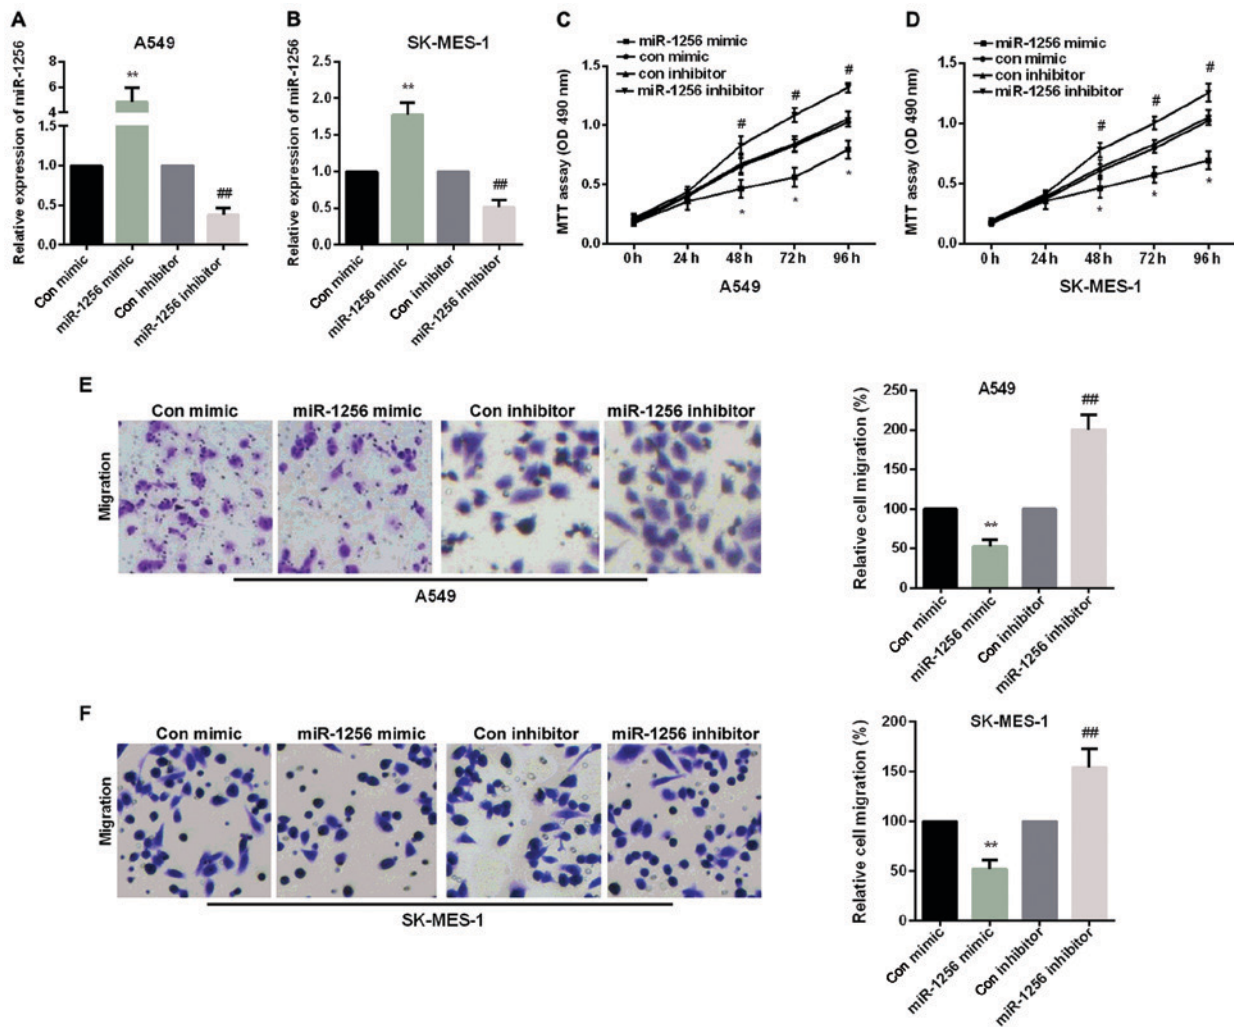 A
A549
Relative expression of miR-1256
8
6
4
1.5
1.0
0.5
0.0
**
##
Con mimic
miR-1256 mimic
Con inhibitor
miR-1256 inhibitor
B
SK-MES-1
Relative expression of miR-1256
2.5
2.0
1.5
1.0
0.5
0.0
**
##
Con mimic
miR-1256 mimic
Con inhibitor
miR-1256 inhibitor
C
miR-1256 mimic
con mimic
con inhibitor
miR-1256 inhibitor
MTT assay (OD 490 nm)
1.5
1.0
0.5
0.0
#
#
#
*
*
*
0 h
24 h
48 h
72 h
96 h
A549
D
miR-1256 mimic
con mimic
con inhibitor
miR-1256 inhibitor
MTT assay (OD 490 nm)
1.5
1.0
0.5
0.0
#
#
#
*
*
*
0 h
24 h
48 h
72 h
96 h
SK-MES-1
E
Con mimic
miR-1256 mimic
Con inhibitor
miR-1256 inhibitor
Migration
A549
A549
Relative cell migration (%)
250
200
150
100
50
0
**
##
Con mimic
miR-1256 mimic
Con inhibitor
miR-1256 inhibitor
F
Con mimic
miR-1256 mimic
Con inhibitor
miR-1256 inhibitor
Migration
SK-MES-1
SK-MES-1
Relative cell migration (%)
200
150
100
50
0
**
##
Con mimic
miR-1256 mimic
Con inhibitor
miR-1256 inhibitor